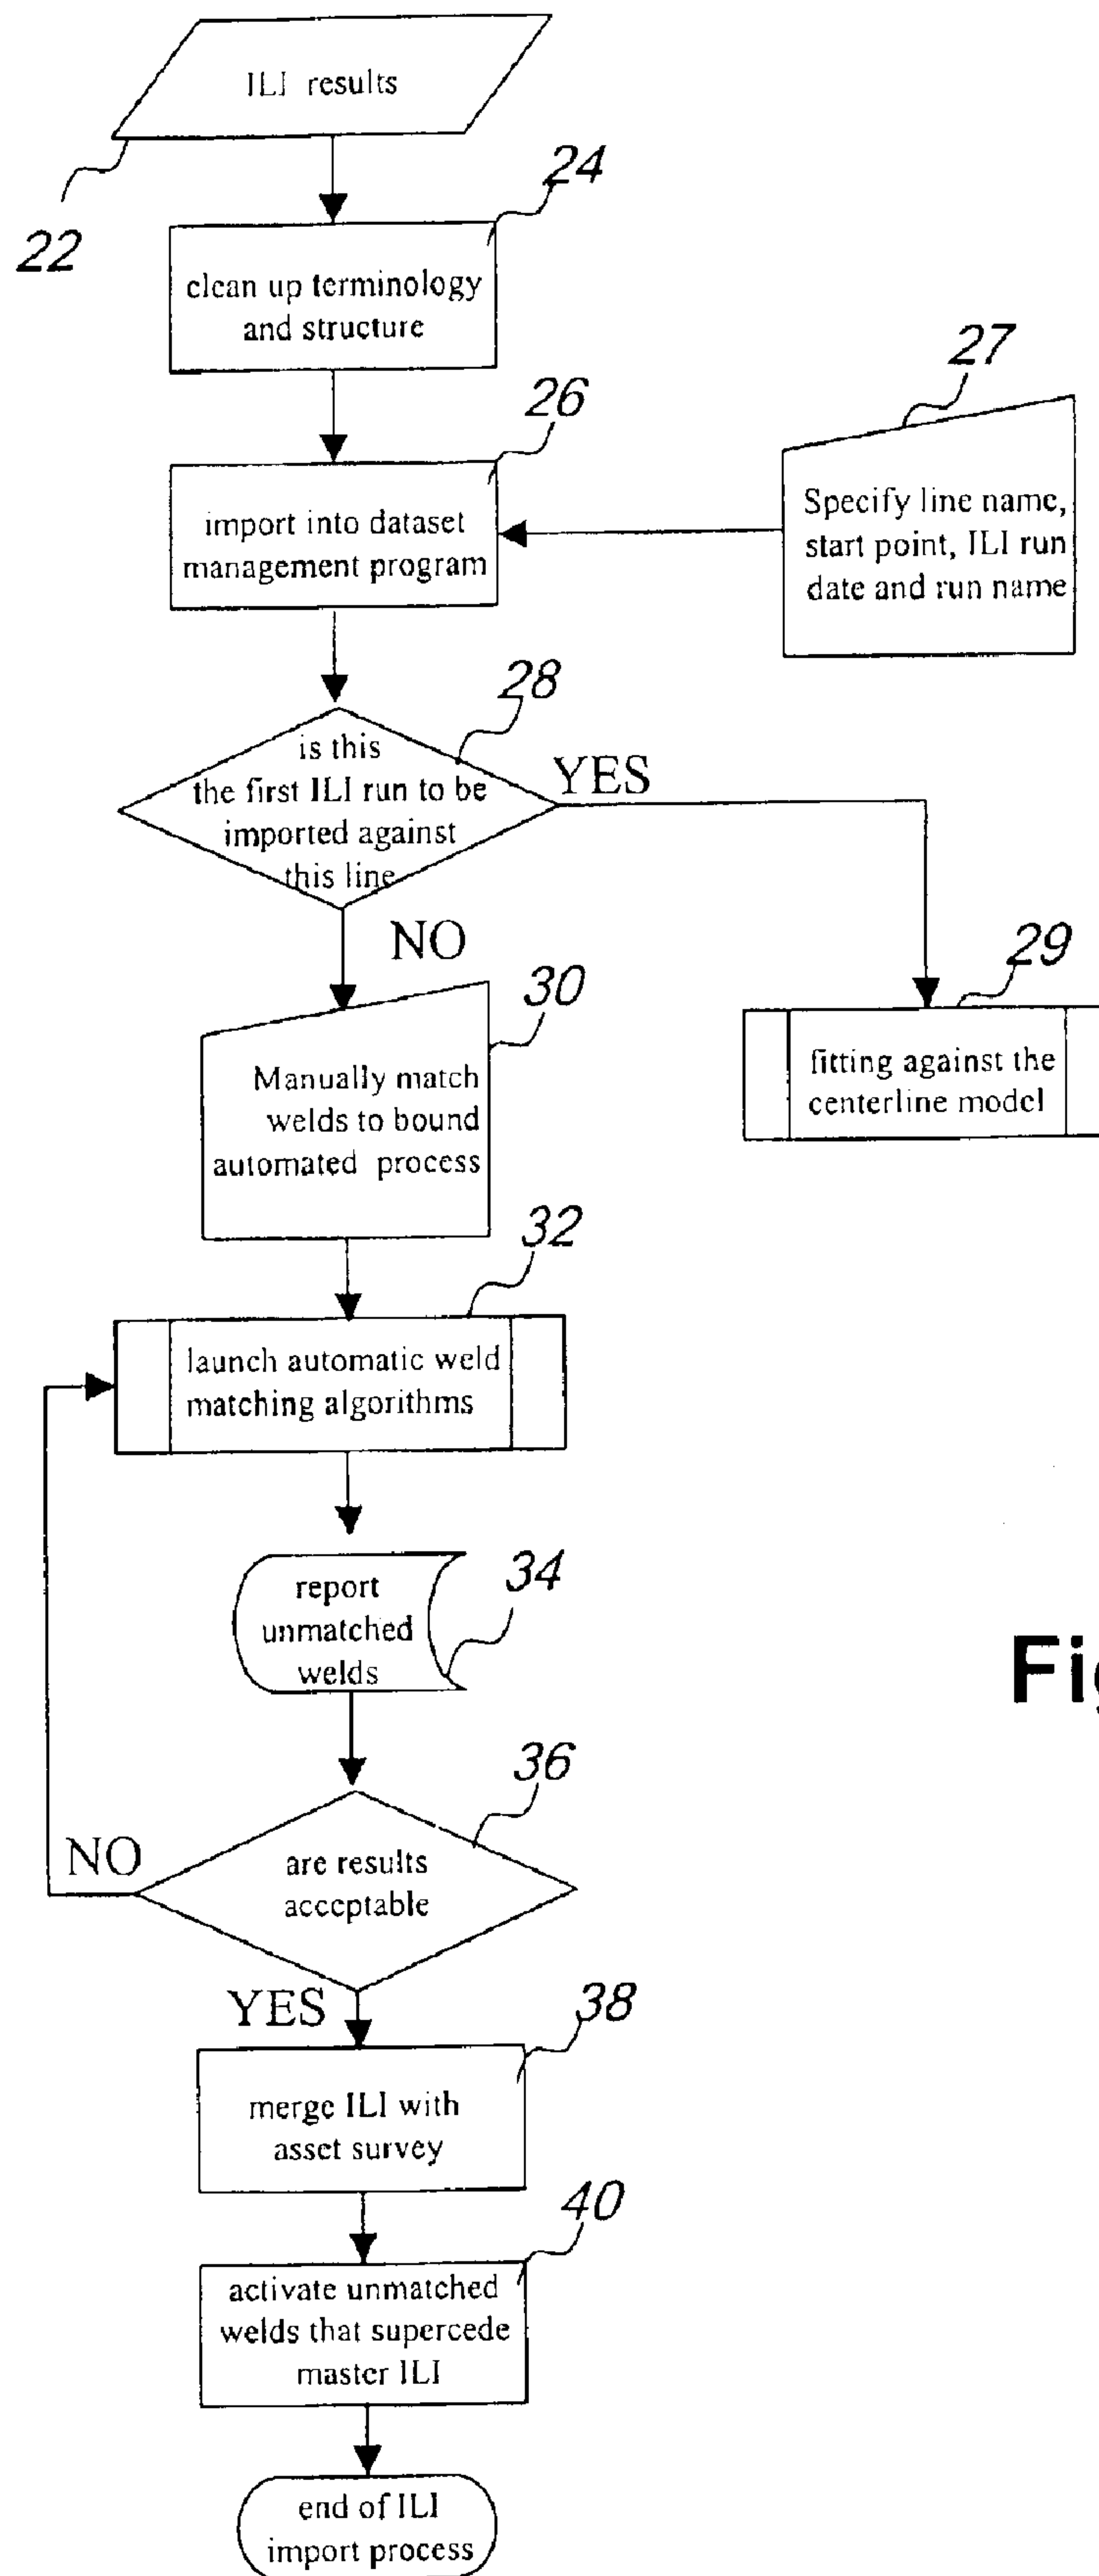 ILI results
22
24
clean up terminology
and structure
26
import into dataset
management program
27
Specify line name,
start point, ILI run
date and run name
28
is this
the first ILI run to be
imported against
this line
YES
NO
29
fitting against the
centerline model
30
Manually match
welds to bound
automated process
32
launch automatic weld
matching algorithms
34
report
unmatched
welds
Fig
36
are results
acceptable
NO
YES
38
merge ILI with
asset survey
40
activate unmatched
welds that supercede
master ILI
end of ILI
import process